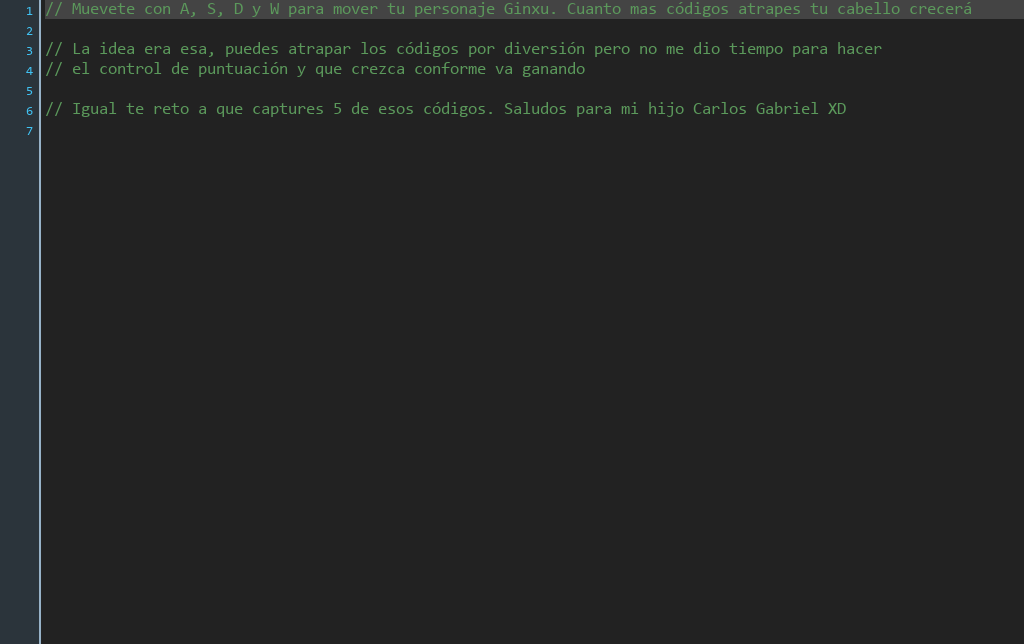 1 // Muevete con A, S, D y W para mover tu personaje Ginxu. Cuanto mas códigos atrapes tu cabello crecerá
2
3 // La idea era esa, puedes atrapar los códigos por diversión pero no me dio tiempo para hacer
4 // el control de puntuación y que crezca conforme va ganando
5
6 // Igual te reto a que captures 5 de esos códigos. Saludos para mi hijo Carlos Gabriel XD
7